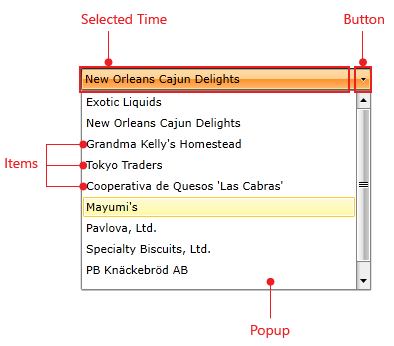 Selected Time
Button
New Orleans Cajun Delights
Exotic Liquids
New Orleans Cajun Delights
Grandma Kelly's Homestead
Items
Tokyo Traders
Cooperativa de Quesos 'Las Cabras'
Mayumi's
Pavlova, Ltd.
Specialty Biscuits, Ltd.
PB Knäckebröd AB
Popup